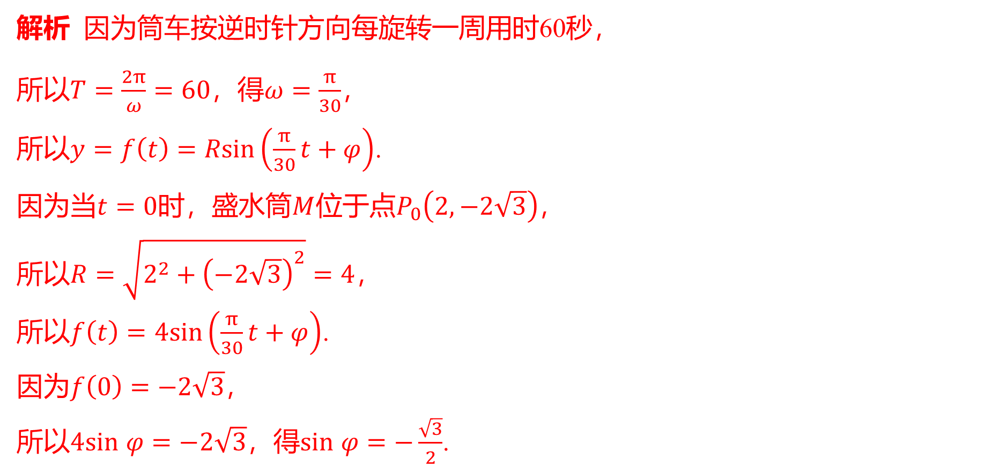 解析 因为筒车按逆时针方向每旋转一周用时60秒，
所以$T=\frac{2\pi}{\omega}=60$，得$\omega=\frac{\pi}{30}$，
所以$y=f(t)=R\sin\left(\frac{\pi}{30}t+\varphi\right)$.
因为当$t=0$时，盛水筒$M$位于点$P_0\left(2,-2\sqrt{3}\right)$，
所以$R=\sqrt{2^2+\left(-2\sqrt{3}\right)^2}=4$，
所以$f(t)=4\sin\left(\frac{\pi}{30}t+\varphi\right)$.
因为$f(0)=-2\sqrt{3}$，
所以$4\sin\varphi=-2\sqrt{3}$，得$\sin\varphi=-\frac{\sqrt{3}}{2}$.